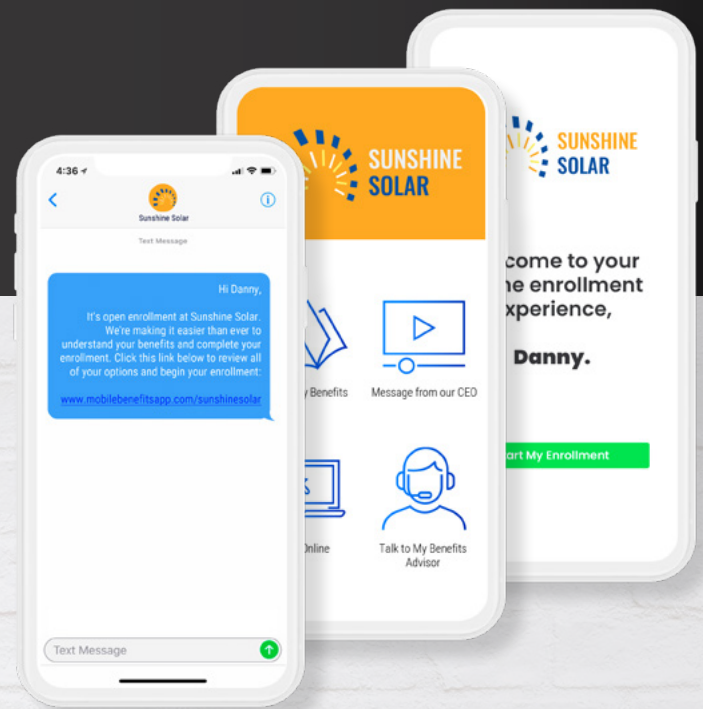 4:36
Sunshine Solar
Text Message
Hi Danny,
It's open enrollment at Sunshine Solar.
We're making it easier than ever to
understand your benefits and complete your
enrollment. Click this link below to review all
of your options and begin your enrollment:
www.mobilebenefitsapp.com/sunshinesolar
Text Message
SUNSHINE
SOLAR
Benefits
Message from our CEO
Talk to My Benefits
Advisor
SUNSHINE
SOLAR
come to your
enrollment
xperience,
Danny.
art My Enrollment